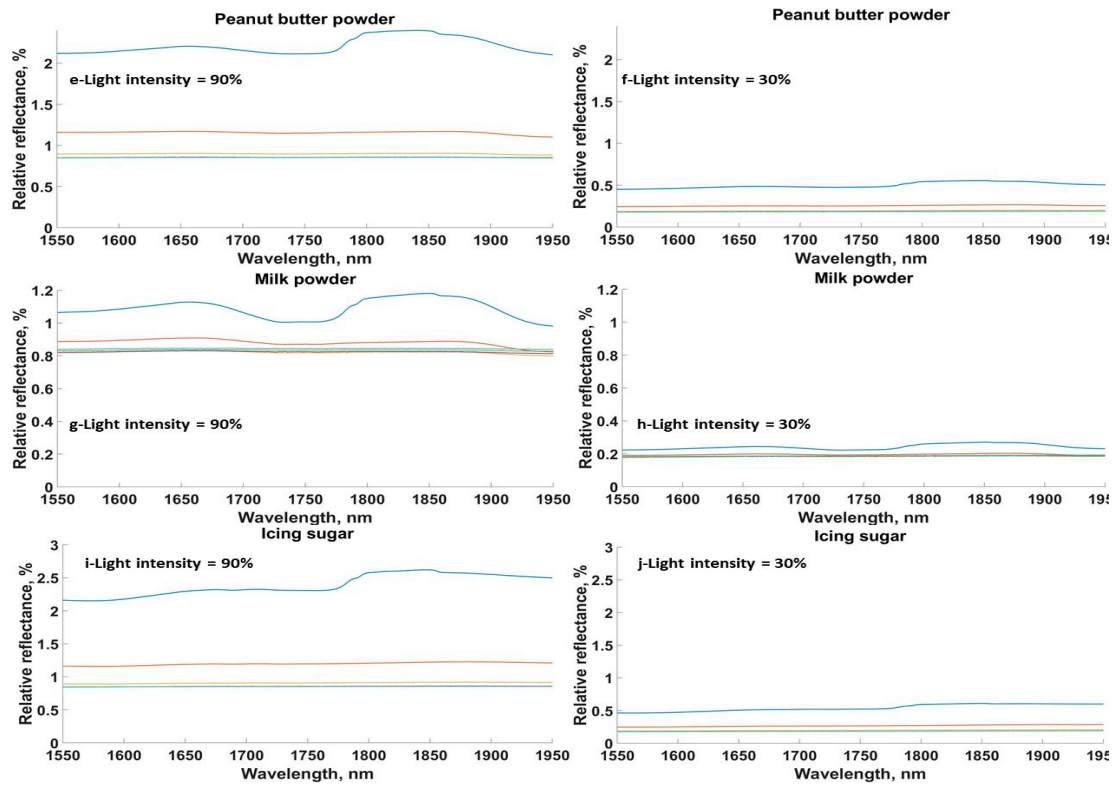 Peanut butter powder
Relative reflectance, %
2
1.5
1
0.5
0
e-Light intensity = 90%
1550 1600 1650 1700 1750 1800 1850 1900 1950
Wavelength, nm
Peanut butter powder
Relative reflectance, %
2
1.5
1
0.5
0
f-Light intensity = 30%
1550 1600 1650 1700 1750 1800 1850 1900 195
Wavelength, nm
Milk powder
Relative reflectance, %
1.2
1
0.8
0.6
0.4
0.2
0
g-Light intensity = 90%
1550 1600 1650 1700 1750 1800 1850 1900 1950
Wavelength, nm
Milk powder
Relative reflectance, %
1.2
1
0.8
0.6
0.4
0.2
0
h-Light intensity = 30%
1550 1600 1650 1700 1750 1800 1850 1900 195
Wavelength, nm
Icing sugar
Relative reflectance, %
3
2.5
2
1.5
1
0.5
0
i-Light intensity = 90%
1550 1600 1650 1700 1750 1800 1850 1900 1950
Wavelength, nm
Icing sugar
Relative reflectance, %
3
2.5
2
1.5
1
0.5
0
j-Light intensity = 30%
1550 1600 1650 1700 1750 1800 1850 1900 195
Wavelength, nm